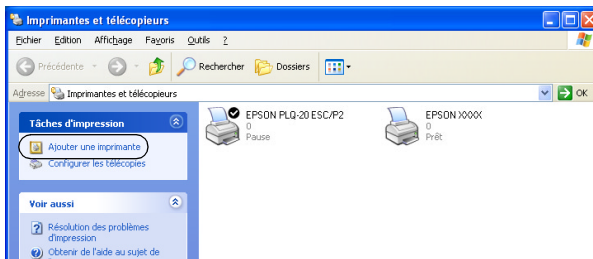 Imprimantes et télécopieurs
Fichier Edition Affichage Favoris Outils ?
Précédente Rechercher Dossiers
Adresse Imprimantes et télécopieurs OK
Tâches d'impression
Ajouter une imprimante
Configurer les télécopies
Voir aussi
Résolution des problèmes
d'impression
Obtenir de l'aide au sujet de
EPSON PLQ-20 ESC/P2
0
Pause
EPSON XXXX
0
Prêt